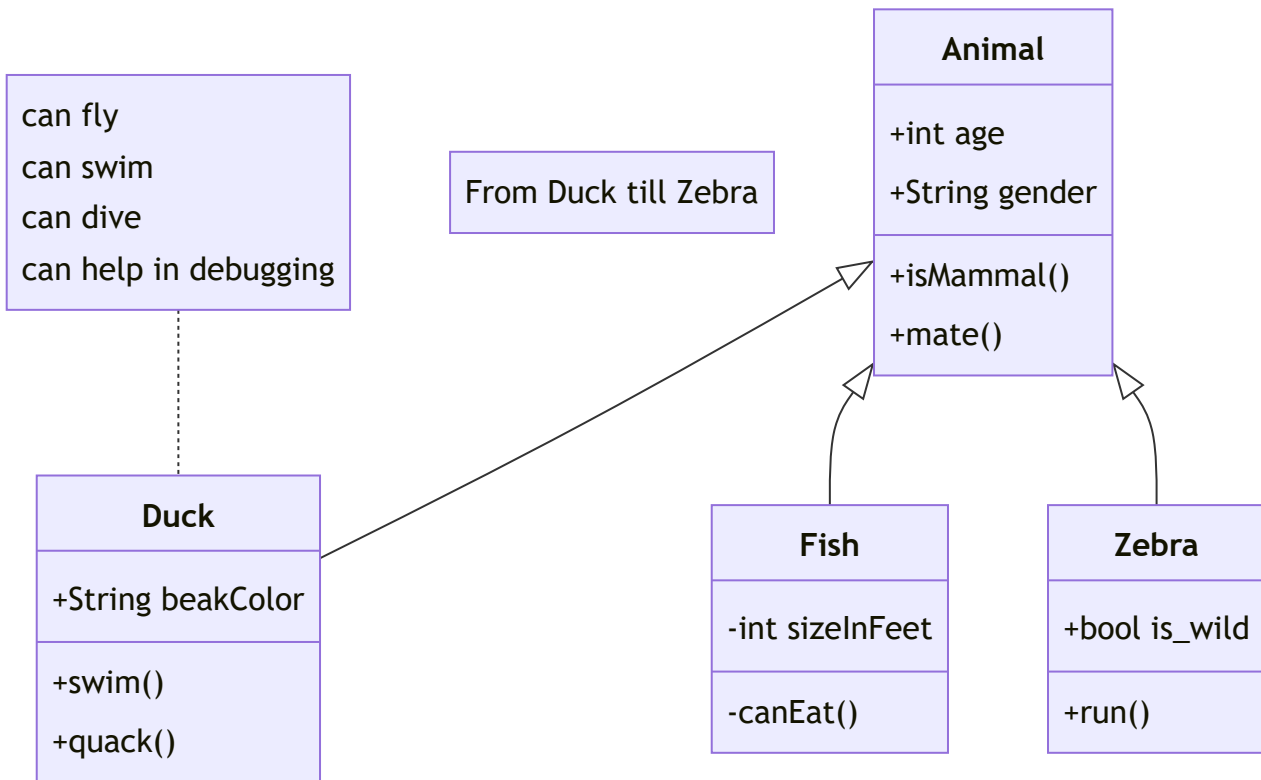 can fly
can swim
can dive
can help in debugging
From Duck till Zebra
Animal
+int age
+String gender
+isMammal()
+mate()
Duck
+String beakColor
+swim()
+quack()
Fish
-int sizeInFeet
-canEat()
Zebra
+bool is_wild
+run()